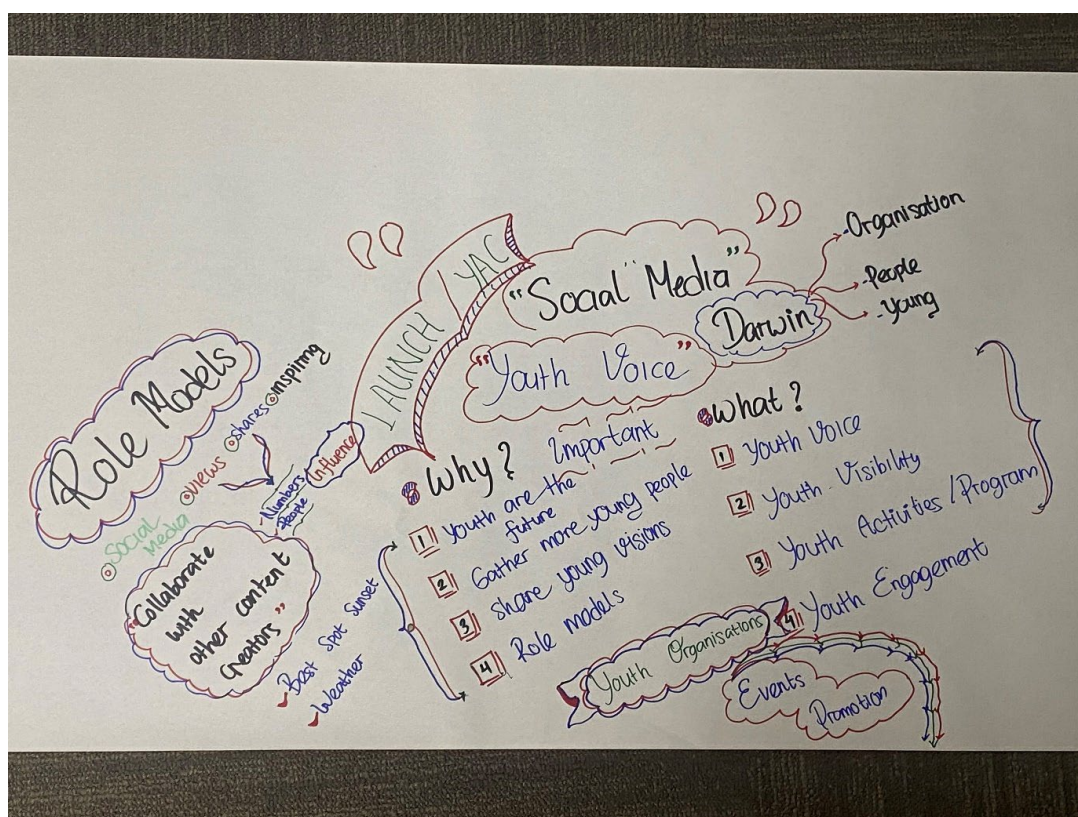 LAUNCH / YAC
"Social Media"
"Youth Voice"
Darwin
-Organisation
-People
-Young
Role Models
Social
Media
views
shares
inspiring
-Numbers
-People
Influence
"Collaborate
with
other content
Creators"
Best Spot Sunset
Weather
Why?
Important
1 Youth are the
future
2 Gather more young people
3 share young visions
4 Role models
What?
1 Youth Voice
2 Youth Visibility
3 Youth Activities / Program
4 Youth Engagement
Youth Organisations
Events
Promotion